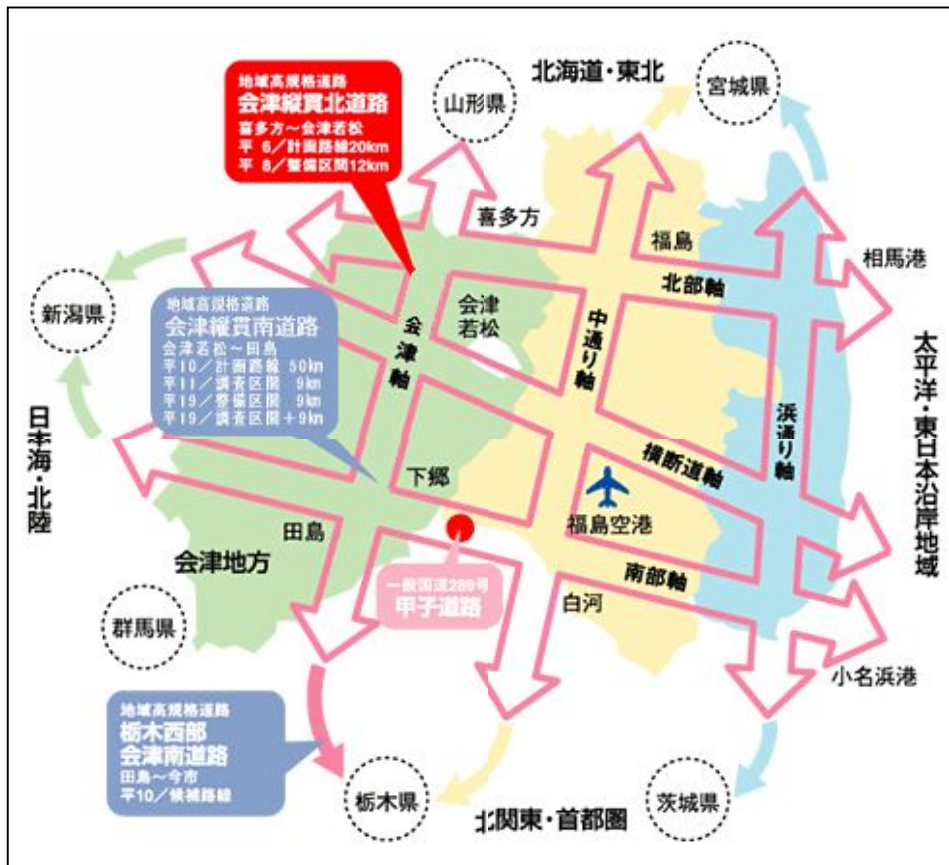 地域高規格道路
会津縦貫北道路
喜多方～会津若松
平 6／計画路線20km
平 8／整備区間12km
北海道・東北
山形県
宮城県
喜多方
福島
相馬港
北部軸
新潟県
地域高規格道路
会津縦貫南道路
会津若松～田島
平10／計画路線 50km
平11／調査区間 9km
平19／整備区間 9km
平19／調査区間＋9km
会津
若松
会津軸
中通り軸
浜通り軸
太平洋・東日本沿岸地域
日本海・北陸
横断道軸
下郷
田島
福島空港
会津地方
南部軸
一般国道289号
甲子道路
白河
群馬県
小名浜港
地域高規格道路
栃木西部
会津南道路
田島～今市
平10／候補路線
栃木県
北関東・首都圏
茨城県